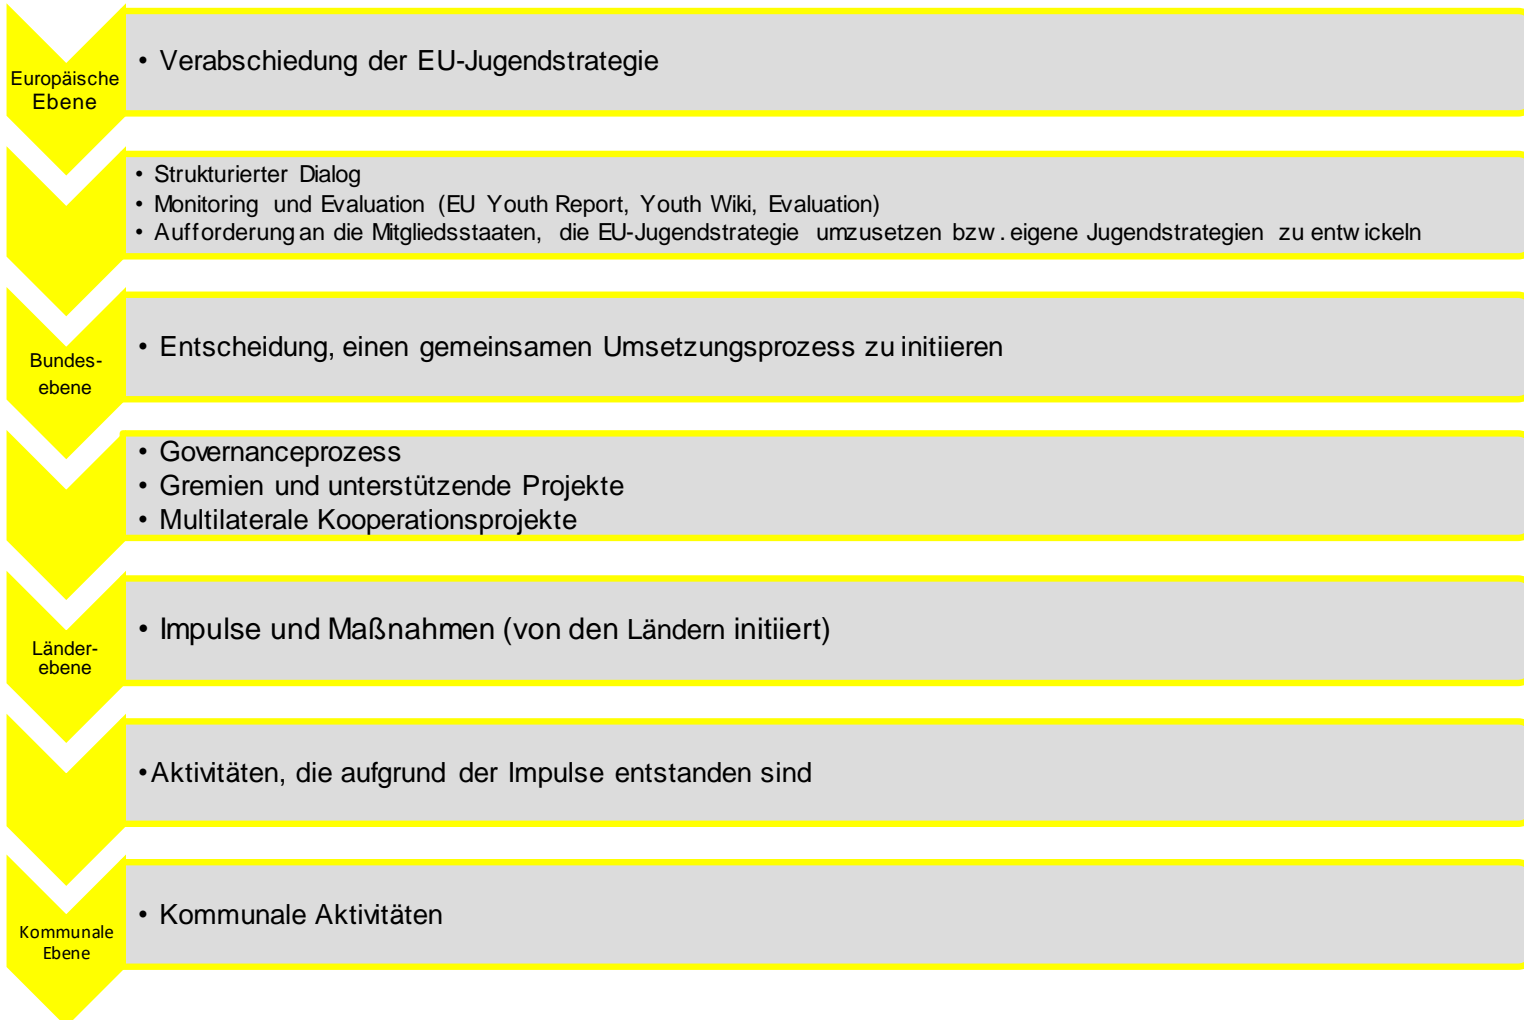 Europäische
Ebene
• Verabschiedung der EU-Jugendstrategie
• Strukturierter Dialog
• Monitoring und Evaluation (EU Youth Report, Youth Wiki, Evaluation)
• Aufforderung an die Mitgliedsstaaten, die EU-Jugendstrategie umzusetzen bzw. eigene Jugendstrategien zu entwickeln
Bundes-
ebene
• Entscheidung, einen gemeinsamen Umsetzungsprozess zu initiieren
• Governanceprozess
• Gremien und unterstützende Projekte
• Multilaterale Kooperationsprojekte
Länder-
ebene
• Impulse und Maßnahmen (von den Ländern initiiert)
• Aktivitäten, die aufgrund der Impulse entstanden sind
Kommunale
Ebene
• Kommunale Aktivitäten